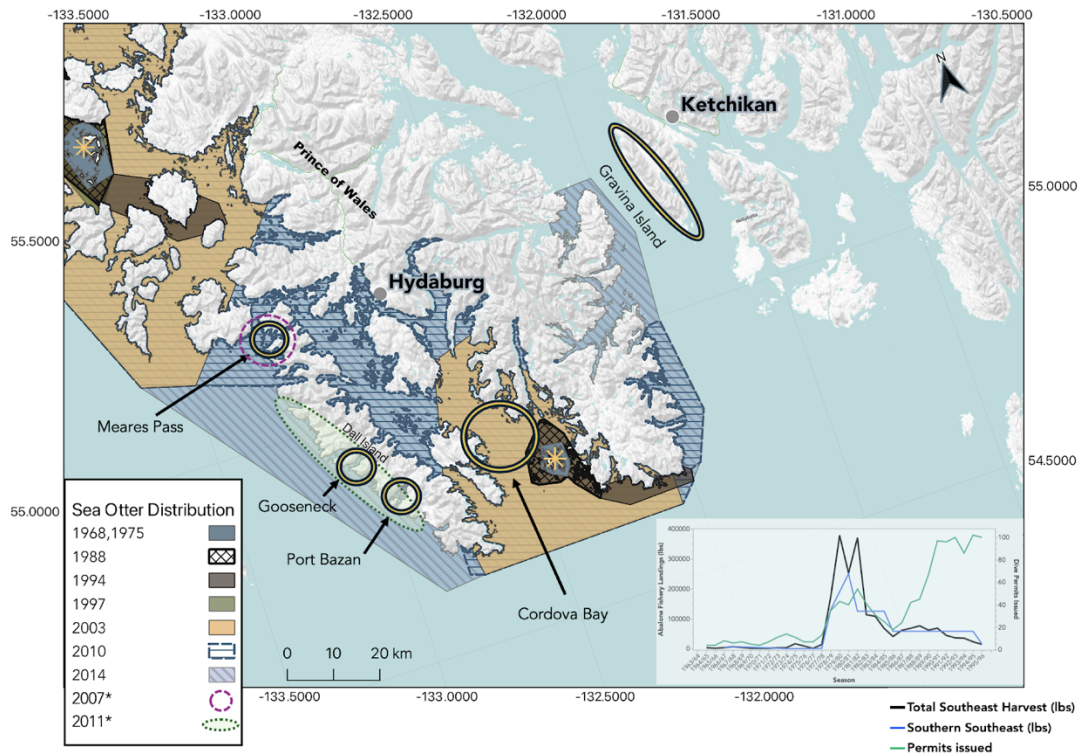 -133.5000
-133.0000
-132.5000
-132.0000
-131.5000
-131.0000
-130.5000
N
Ketchikan
Prince of Wales
Gravina Island
55.0000
55.5000
Hydaburg
Meares Pass
Dall Island
54.5000
Gooseneck
55.0000
Port Bazan
Cordova Bay
Sea Otter Distribution
1968,1975
1988
1994
1997
2003
2010
2014
2007*
2011*
0 10 20 km
-133.5000
-133.0000
-132.5000
-132.0000
400000
300000
200000
100000
0
Abalone Fishery Landings (lbs)
100
80
60
40
20
0
Dive Permits Issued
Season
Total Southeast Harvest (lbs)
Southern Southeast (lbs)
Permits issued